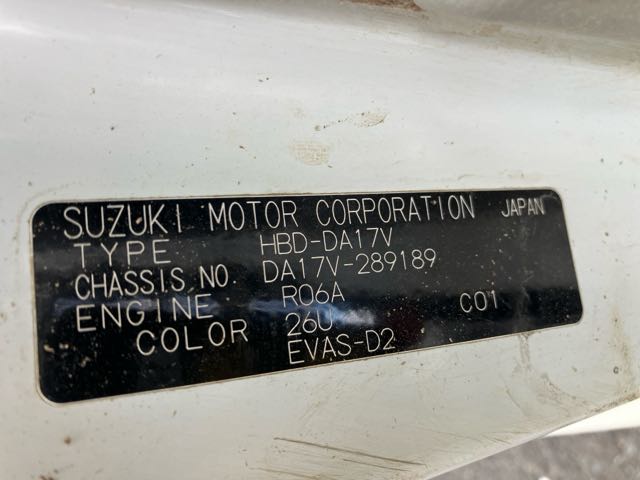 SUZUKI MOTOR CORPORATION JAPAN
TYPE HBD-DA17V
CHASSIS NO. DA17V-289189
ENGINE R06A C01
COLOR 26U
EVAS-D2